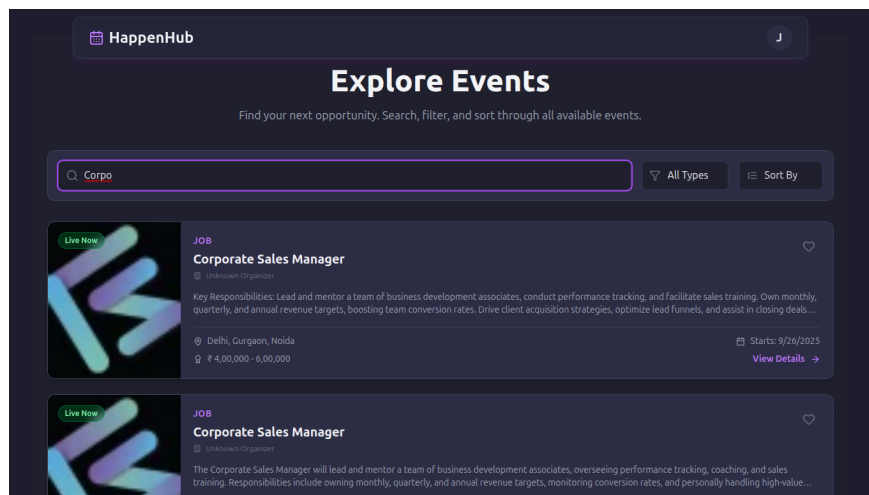 HappenHub
J
Explore Events
Find your next opportunity. Search, filter, and sort through all available events.
Corpo
All Types
Sort By
Live Now
JOB
Corporate Sales Manager
Unknown Organizer
Key Responsibilities: Lead and mentor a team of business development associates, conduct performance tracking, and facilitate sales training. Own monthly,
quarterly, and annual revenue targets, boosting team conversion rates. Drive client acquisition strategies, optimize lead funnels, and assist in closing deals…
Delhi, Gurgaon, Noida
Starts: 9/26/2025
₹ 4,00,000 - 6,00,000
View Details →
Live Now
JOB
Corporate Sales Manager
Unknown Organizer
The Corporate Sales Manager will lead and mentor a team of business development associates, overseeing performance tracking, coaching, and sales
training. Responsibilities include owning monthly, quarterly, and annual revenue targets, monitoring conversion rates, and personally handling high-value…